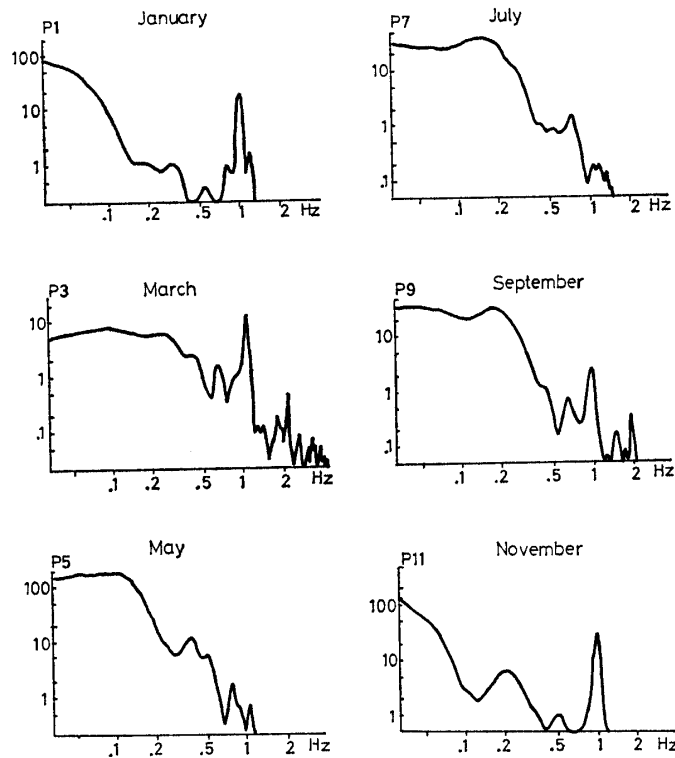 January
P1
100
10
1
.1 .2 .5 1 2 Hz
July
P7
10
1
.1
.1 .2 .5 1 2 Hz
March
P3
10
1
.1
.1 .2 .5 1 2 Hz
September
P9
10
1
.1
.1 .2 .5 1 2 Hz
May
P5
100
10
1
.1 .2 .5 1 2 Hz
November
P11
100
10
1
.1 .2 .5 1 2 Hz